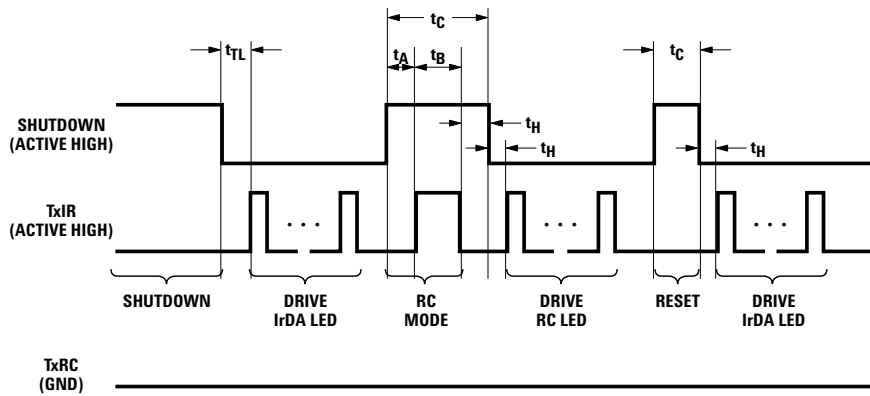 tC
tTL
tA
tB
tC
SHUTDOWN
(ACTIVE HIGH)
tH
tH
tH
TxIR
(ACTIVE HIGH)
. . .
. . .
. . .
SHUTDOWN
DRIVE
IrDA LED
RC
MODE
DRIVE
RC LED
RESET
DRIVE
IrDA LED
TxRC
(GND)